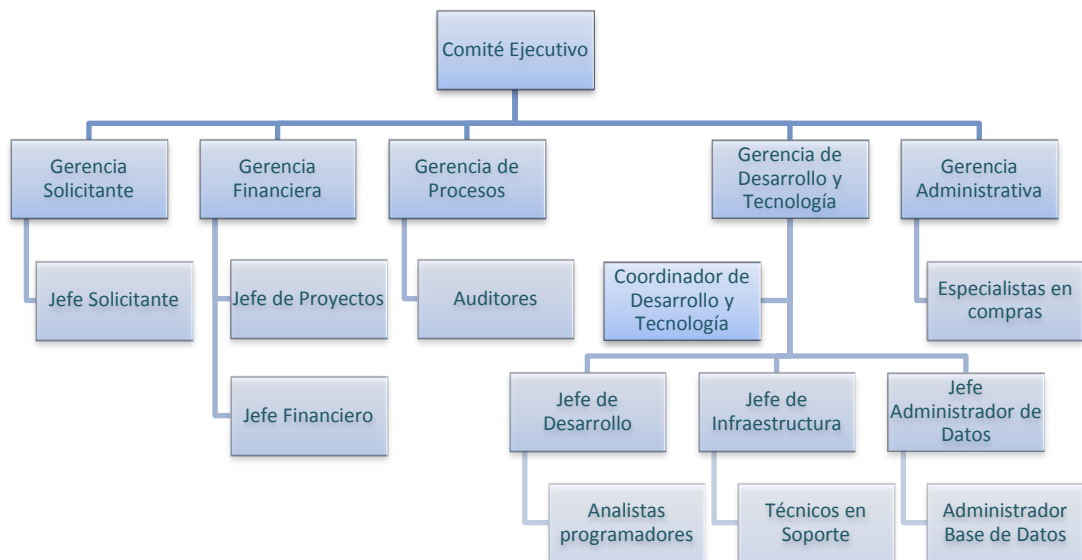 Comité Ejecutivo
Gerencia
Solicitante
Gerencia
Financiera
Gerencia de
Procesos
Gerencia de
Desarrollo y
Tecnología
Gerencia
Administrativa
Jefe Solicitante
Jefe de Proyectos
Auditores
Coordinador de
Desarrollo y
Tecnología
Especialistas en
compras
Jefe Financiero
Jefe de
Desarrollo
Jefe de
Infraestructura
Jefe
Administrador de
Datos
Analistas
programadores
Técnicos en
Soporte
Administrador
Base de Datos